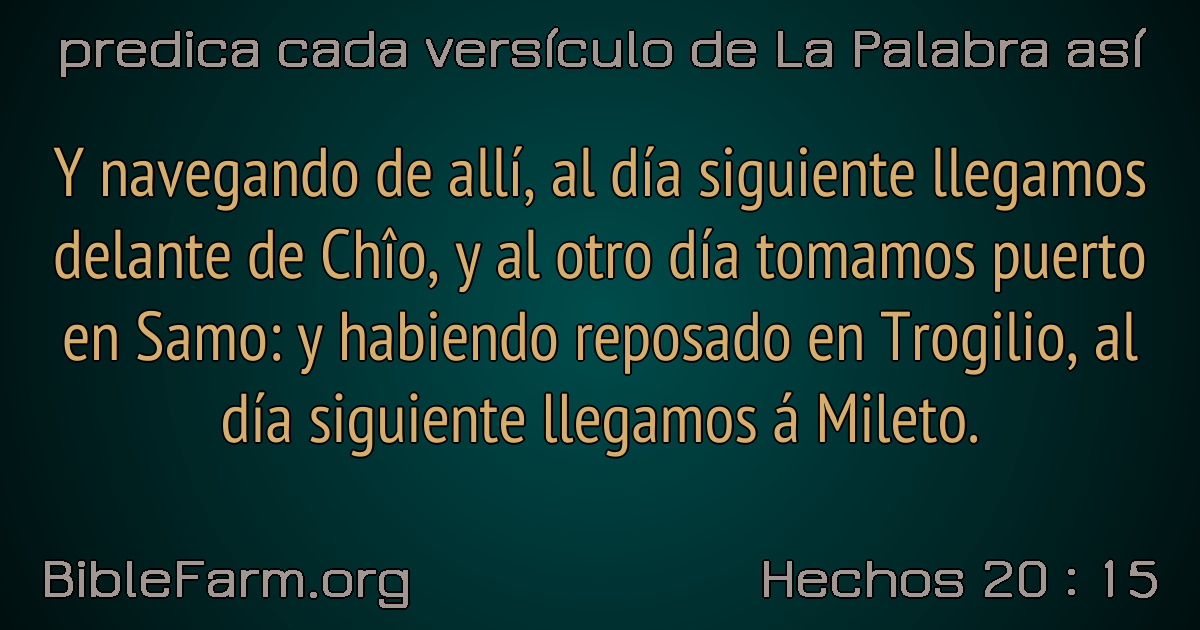 predica cada versículo de La Palabra así
Y navegando de allí, al día siguiente llegamos
delante de Chîo, y al otro día tomamos puerto
en Samo: y habiendo reposado en Trogilio, al
día siguiente llegamos á Mileto.
BibleFarm.org
Hechos 20 : 15